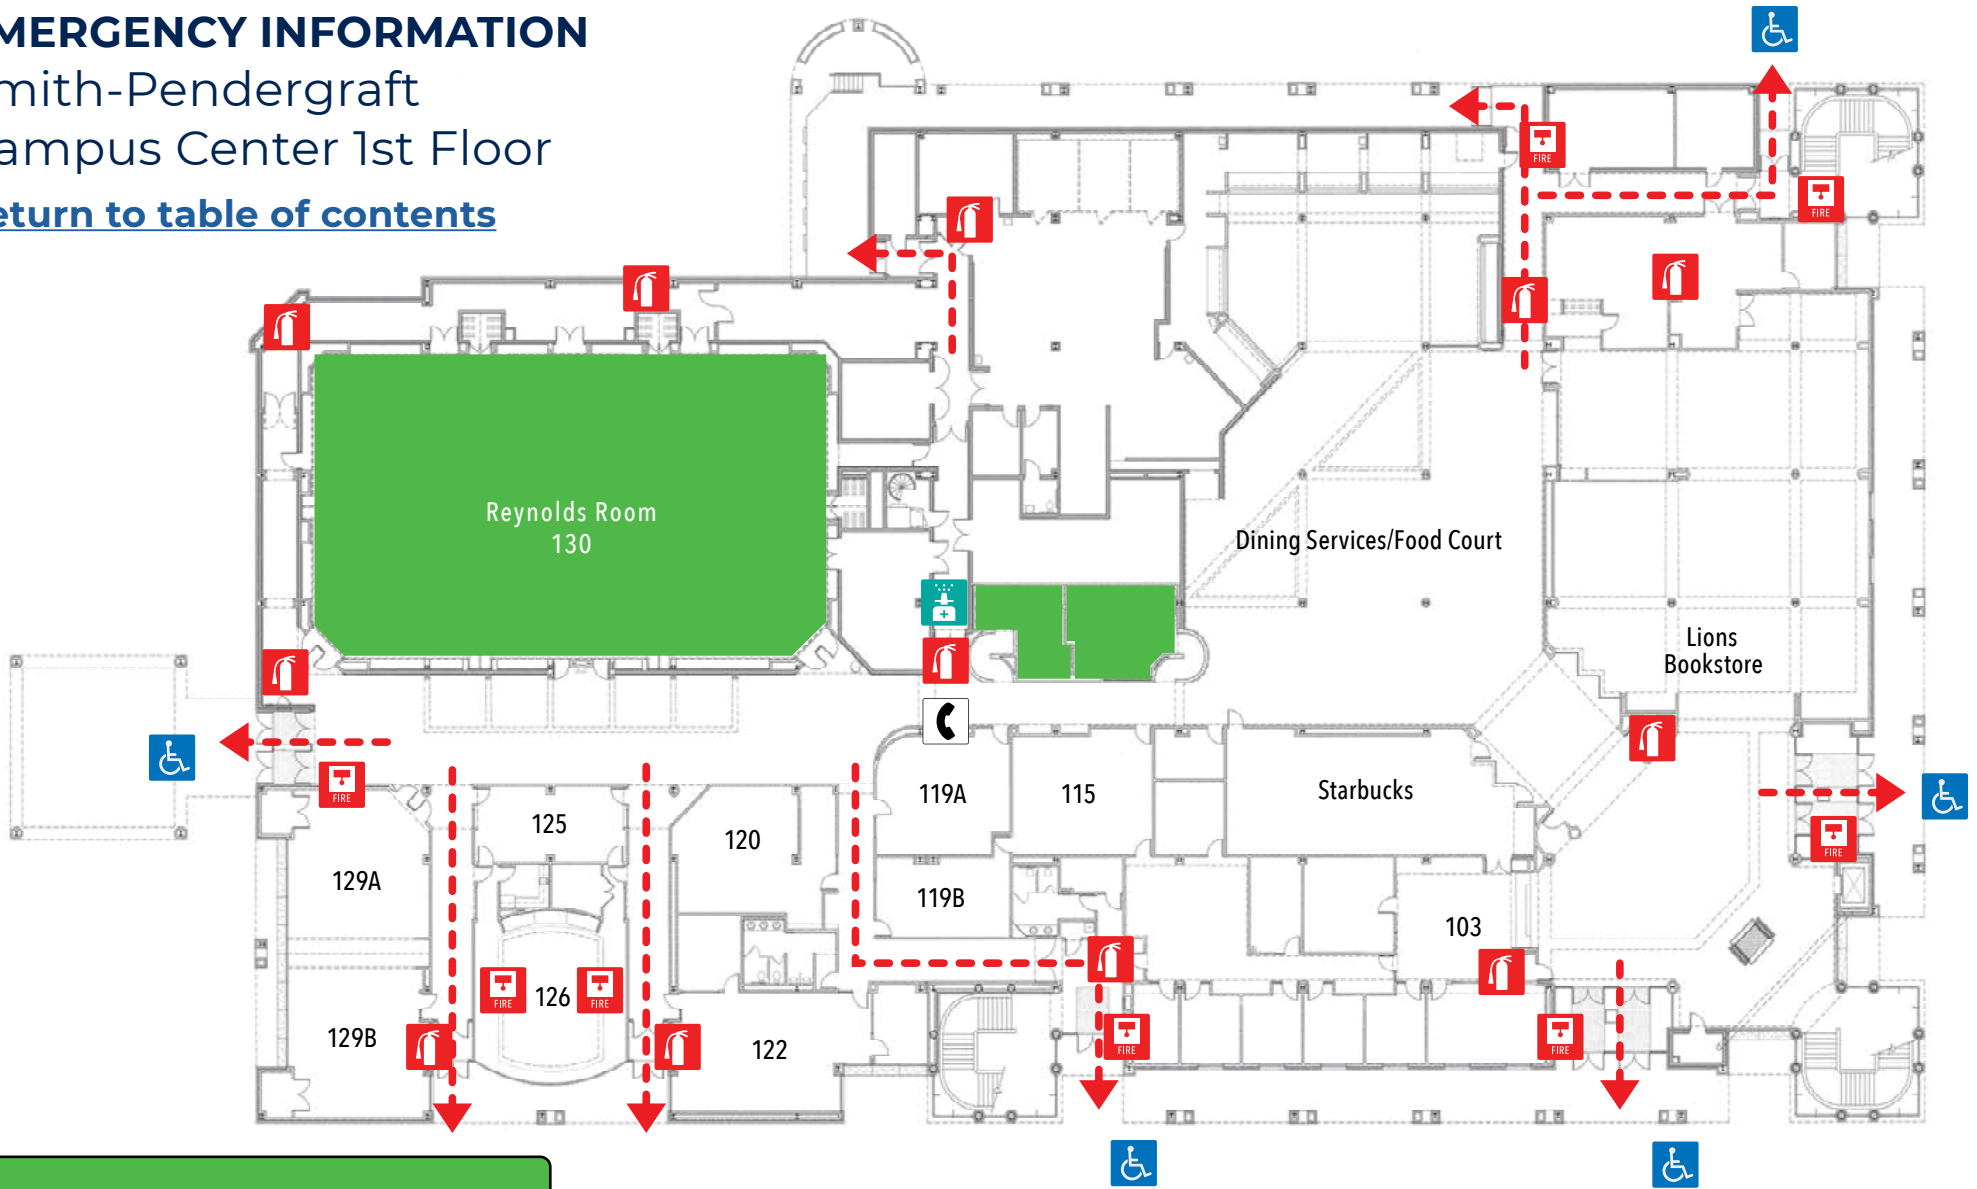 MERGENCY INFORMATION
mith-Pendergraft
ampus Center 1st Floor
eturn to table of contents
FIRE
FIRE
Reynolds Room
130
Dining Services/Food Court
Lions
Bookstore
FIRE
119A
115
Starbucks
125
120
FIRE
129A
119B
103
FIRE
126
FIRE
129B
122
FIRE
FIRE